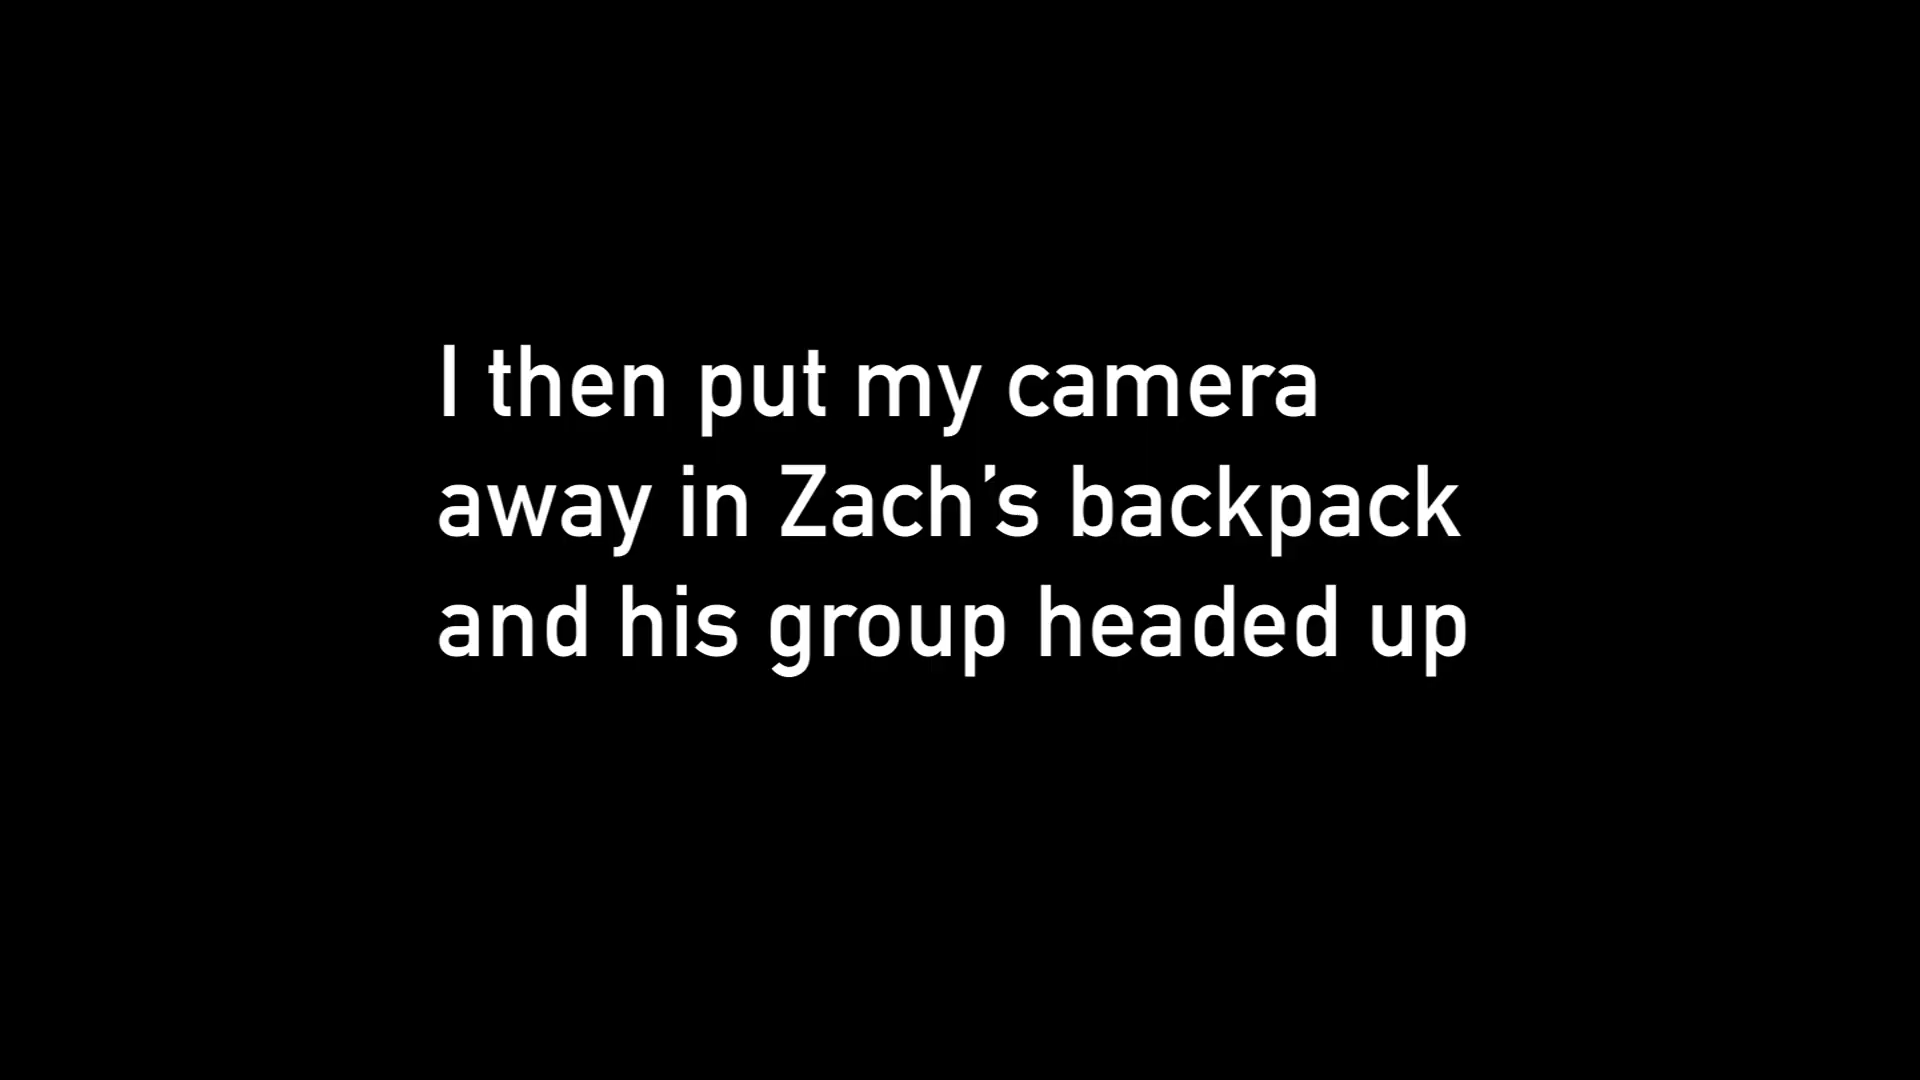 I then put my camera
away in Zach’s backpack
and his group headed up